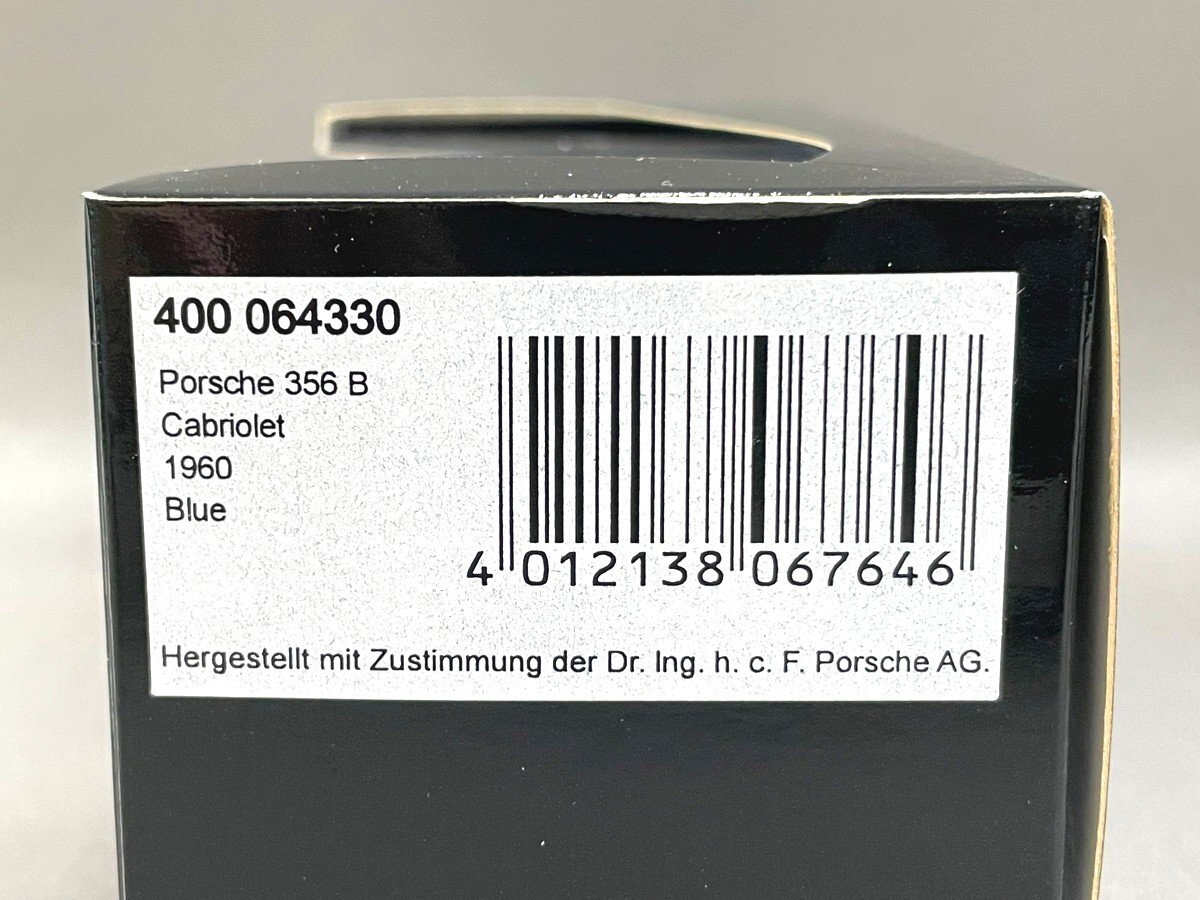 400 064330
Porsche 356 B
Cabriolet
1960
Blue
4 012138 067646
Hergestellt mit Zustimmung der Dr. Ing. h. c. F. Porsche AG.